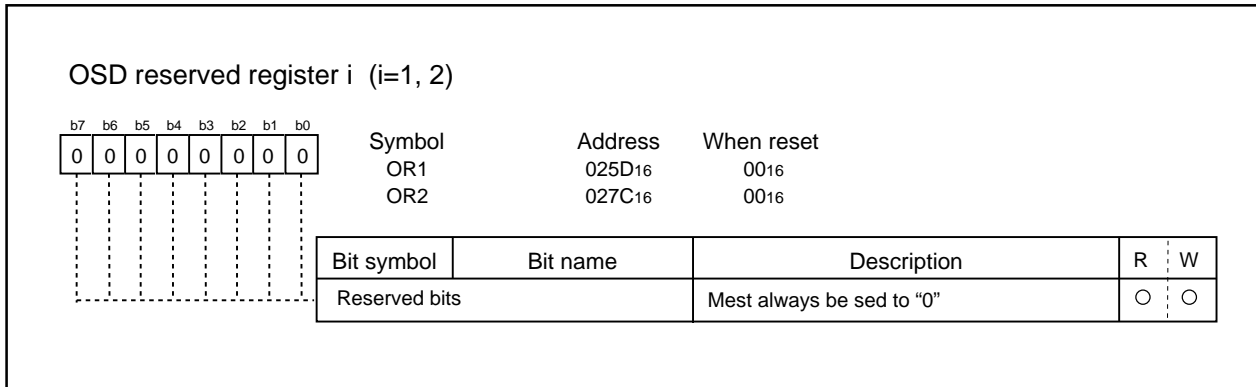 OSD reserved register i (i=1, 2)
b7 b6 b5 b4 b3 b2 b1 b0
0 0 0 0 0 0 0 0
Symbol Address When reset
OR1 025D16 0016
OR2 027C16 0016
Bit symbol Bit name Description R W
Reserved bits Mest always be sed to “0” ○ ○